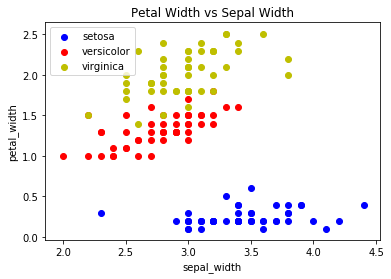 Petal Width vs Sepal Width
setosa
versicolor
virginica
petal_width
2.5
2.0
1.5
1.0
0.5
0.0
2.0 2.5 3.0 3.5 4.0 4.5
sepal_width